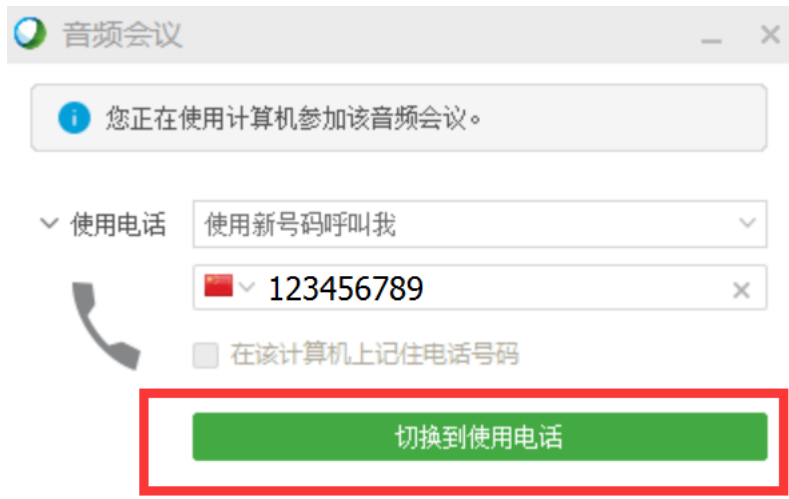 音频会议
您正在使用计算机参加该音频会议。
使用电话 使用新号码呼叫我
123456789
在该计算机上记住电话号码
切换到使用电话